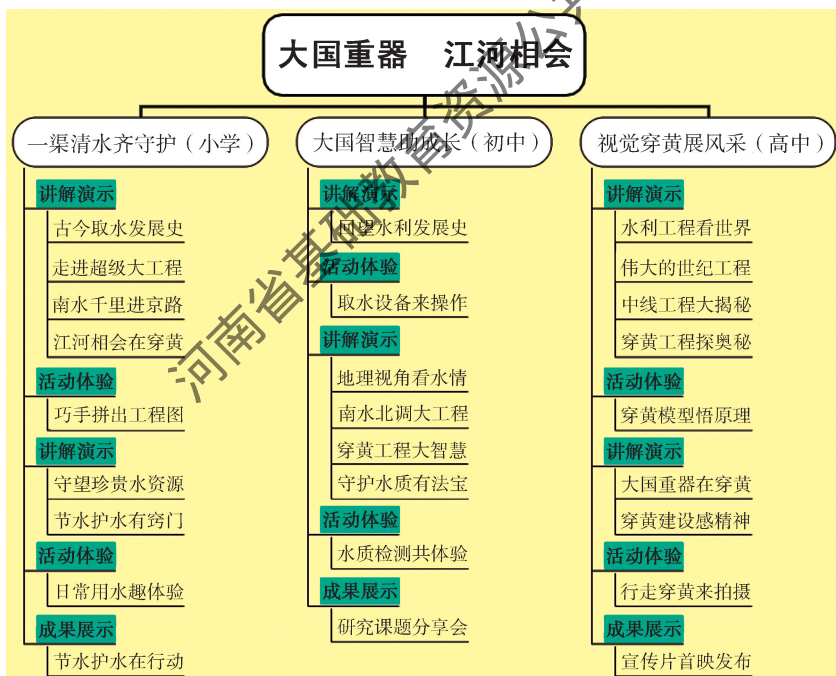 大国重器 江河相会
一渠清水齐守护（小学）
讲解演示
古今取水发展史
走进超级大工程
南水千里进京路
江河相会在穿黄
活动体验
巧手拼出工程图
讲解演示
守望珍贵水资源
节水护水有窍门
活动体验
日常用水趣体验
成果展示
节水护水在行动
大国智慧助成长（初中）
讲解演示
回望水利发展史
活动体验
取水设备来操作
讲解演示
地理视角看水情
南水北调大工程
穿黄工程大智慧
守护水质有法宝
活动体验
水质检测共体验
成果展示
研究课题分享会
视觉穿黄展风采（高中）
讲解演示
水利工程看世界
伟大的世纪工程
中线工程大揭秘
穿黄工程探奥秘
活动体验
穿黄模型悟原理
讲解演示
大国重器在穿黄
穿黄建设感精神
活动体验
行走穿黄来拍摄
成果展示
宣传片首映发布
河南省基础教育资源公